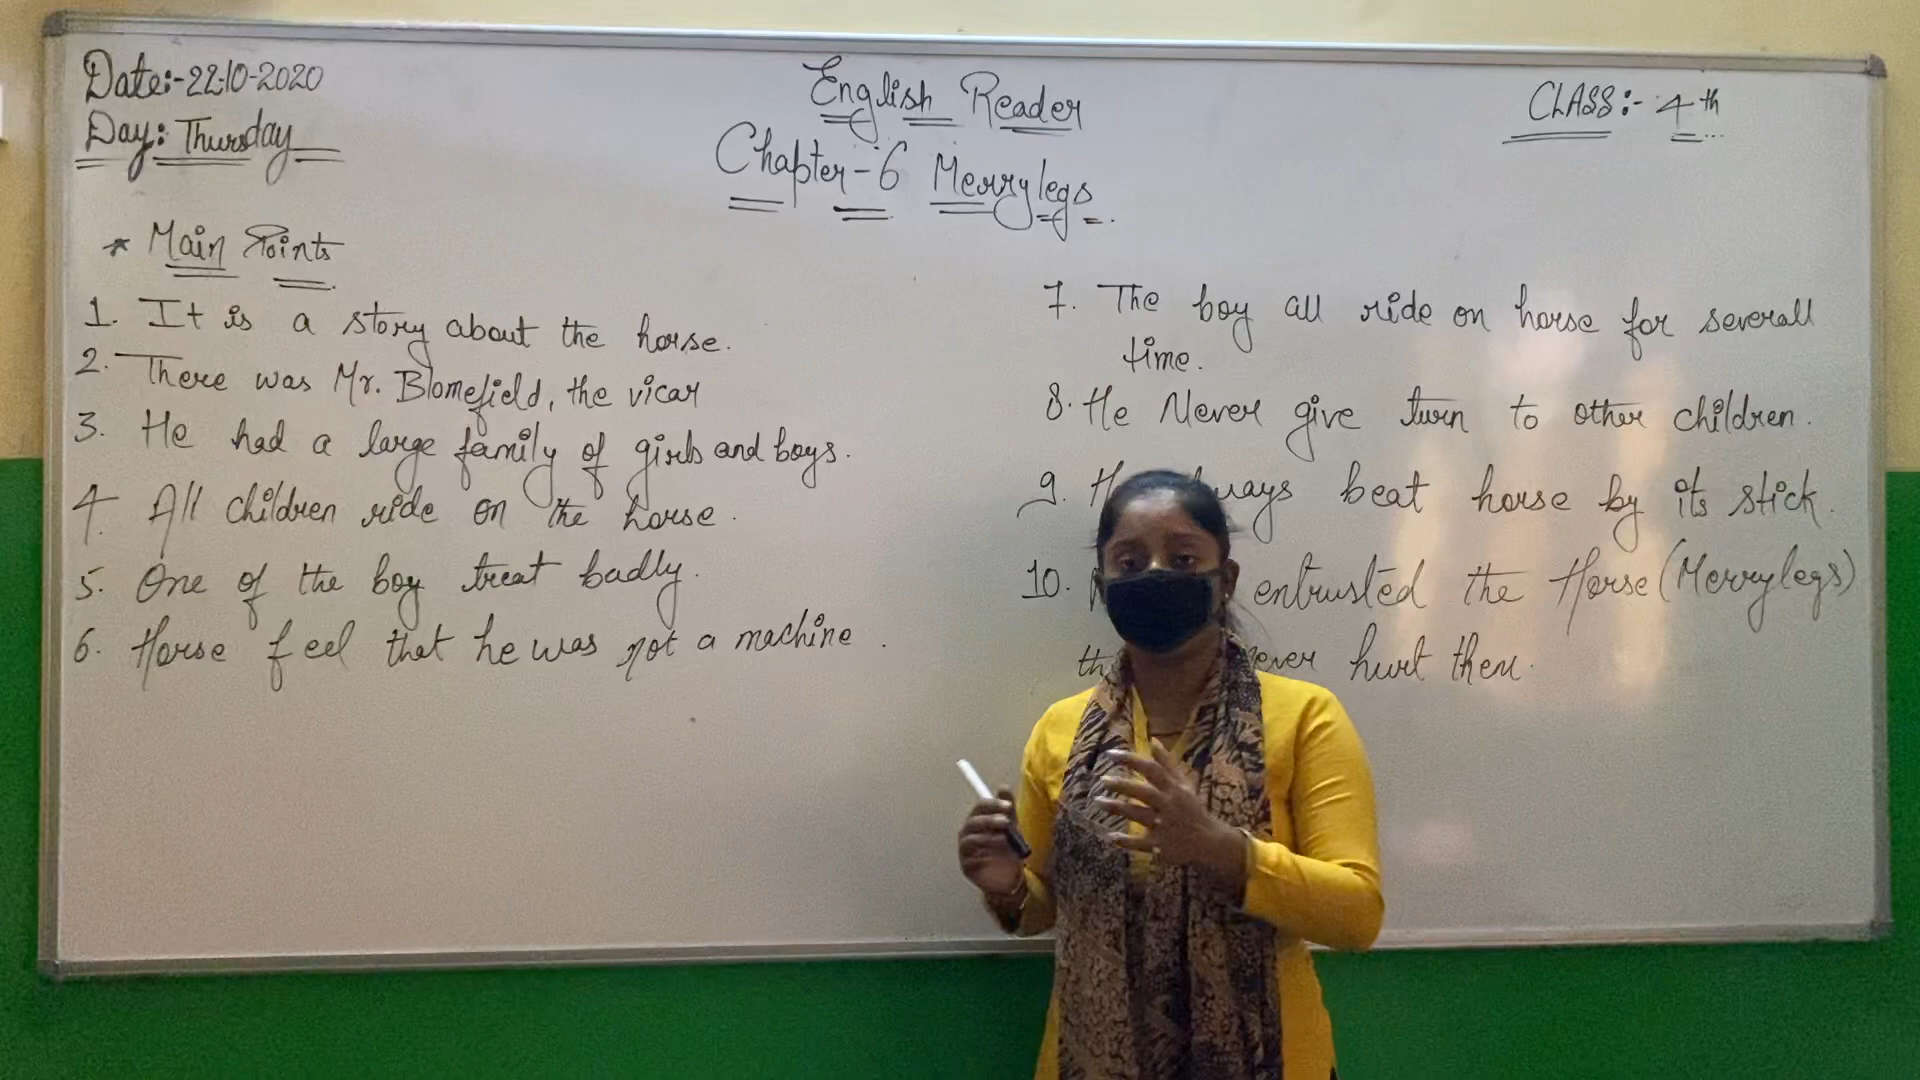 Date:-22-10-2020
Day: Thursday
English Reader
Chapter-6 Merrylegs
CLASS:- 4th
* Main Points
1. It is a story about the horse.
2. There was Mr. Blomefield, the vicar
3. He had a large family of girls and boys.
4. All children ride on the horse.
5. One of the boy treat badly.
6. Horse feel that he was not a machine.
7. The boy all ride on horse for severall
time.
8. He Never give turn to other children.
9. beat horse by its stick.
10. entrusted the Horse (Merrylegs)
hurt them.